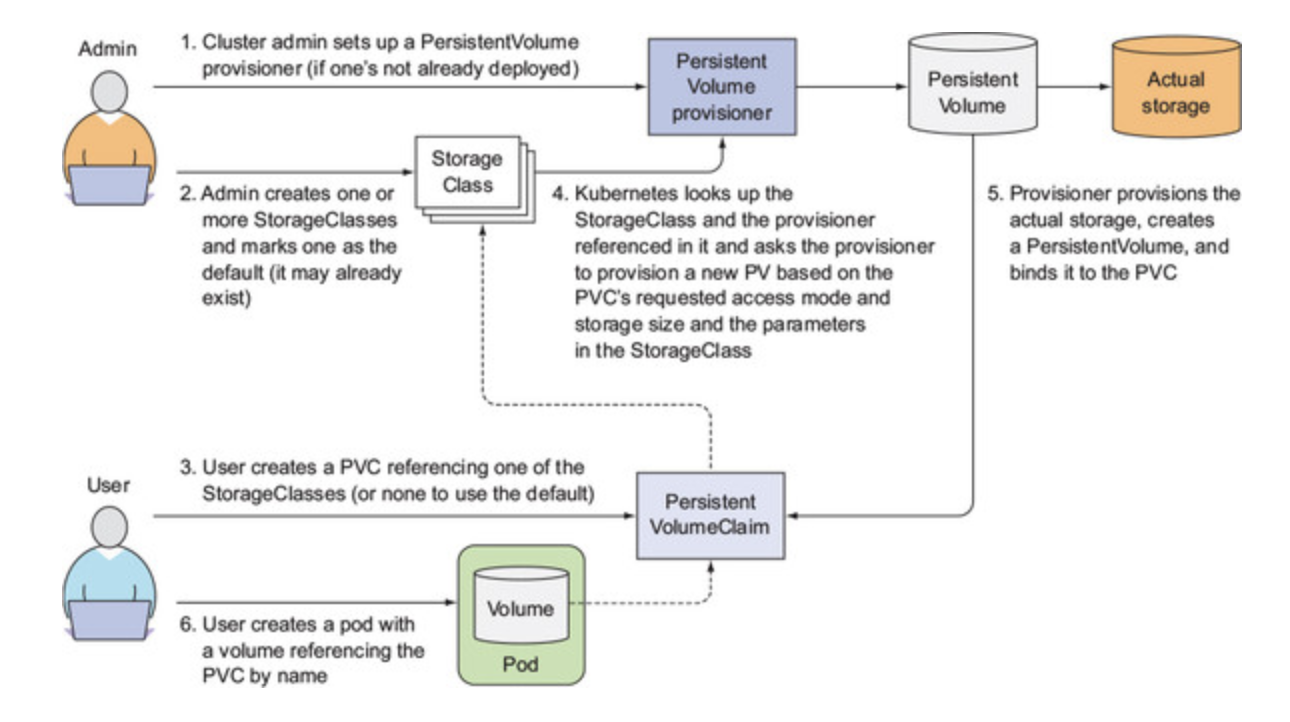 Admin
1. Cluster admin sets up a PersistentVolume
provisioner (if one's not already deployed)
Persistent
Volume
provisioner
Persistent
Volume
Actual
storage
Storage
Class
2. Admin creates one or
more StorageClasses
and marks one as the
default (it may already
exist)
4. Kubernetes looks up the
StorageClass and the provisioner
referenced in it and asks the provisioner
to provision a new PV based on the
PVC's requested access mode and
storage size and the parameters
in the StorageClass
5. Provisioner provisions the
actual storage, creates
a PersistentVolume, and
binds it to the PVC
User
3. User creates a PVC referencing one of the
StorageClasses (or none to use the default)
Persistent
VolumeClaim
Volume
Pod
6. User creates a pod with
a volume referencing the
PVC by name